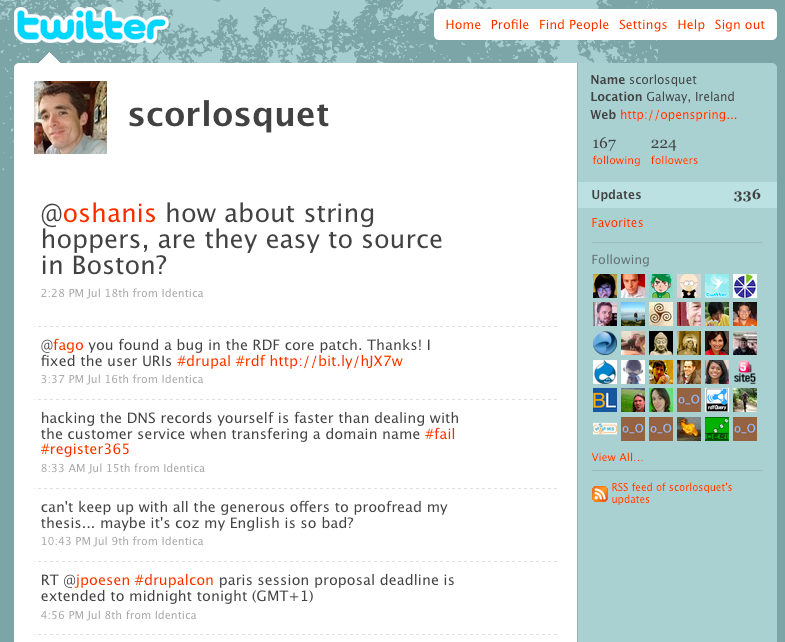 twitter
Home Profile Find People Settings Help Sign out
scorlosquet
@oshanis how about string
hoppers, are they easy to source
in Boston?
2:28 PM Jul 18th from Identica
@fago you found a bug in the RDF core patch. Thanks! I
fixed the user URIs #drupal #rdf http://bit.ly/hJX7w
3:37 PM Jul 16th from Identica
hacking the DNS records yourself is faster than dealing with
the customer service when transfering a domain name #fail
#register365
8:33 AM Jul 15th from Identica
can't keep up with all the generous offers to proofread my
thesis... maybe it's coz my English is so bad?
10:43 PM Jul 9th from Identica
RT @jpoesen #drupalcon paris session proposal deadline is
extended to midnight tonight (GMT+1)
4:56 PM Jul 8th from Identica
Name scorlosquet
Location Galway, Ireland
Web http://openspring...
167 224
following followers
Updates 336
Favorites
Following
twitter
site5
BL o_O rdfQuery
o_O o_O o_O
View All...
RSS feed of scorlosquet's
updates